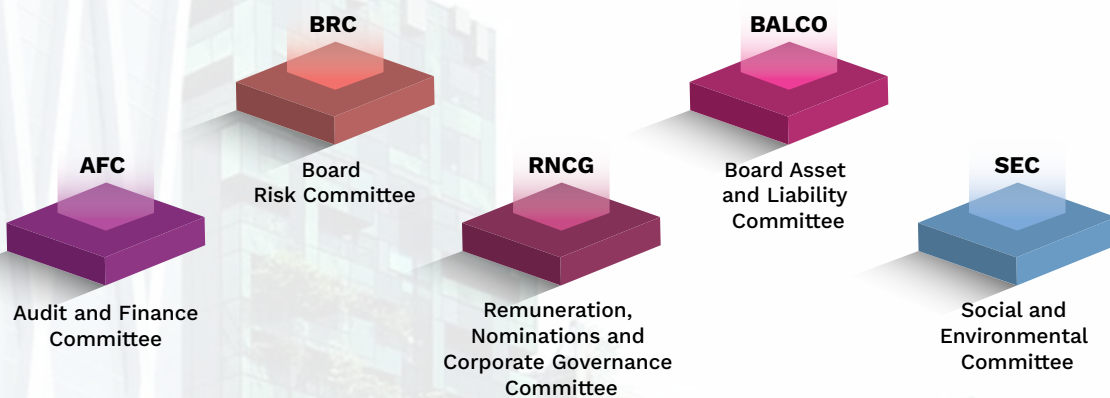 AFC
Audit and Finance
Committee
BRC
Board
Risk Committee
RNCG
Remuneration,
Nominations and
Corporate Governance
Committee
BALCO
Board Asset
and Liability
Committee
SEC
Social and
Environmental
Committee